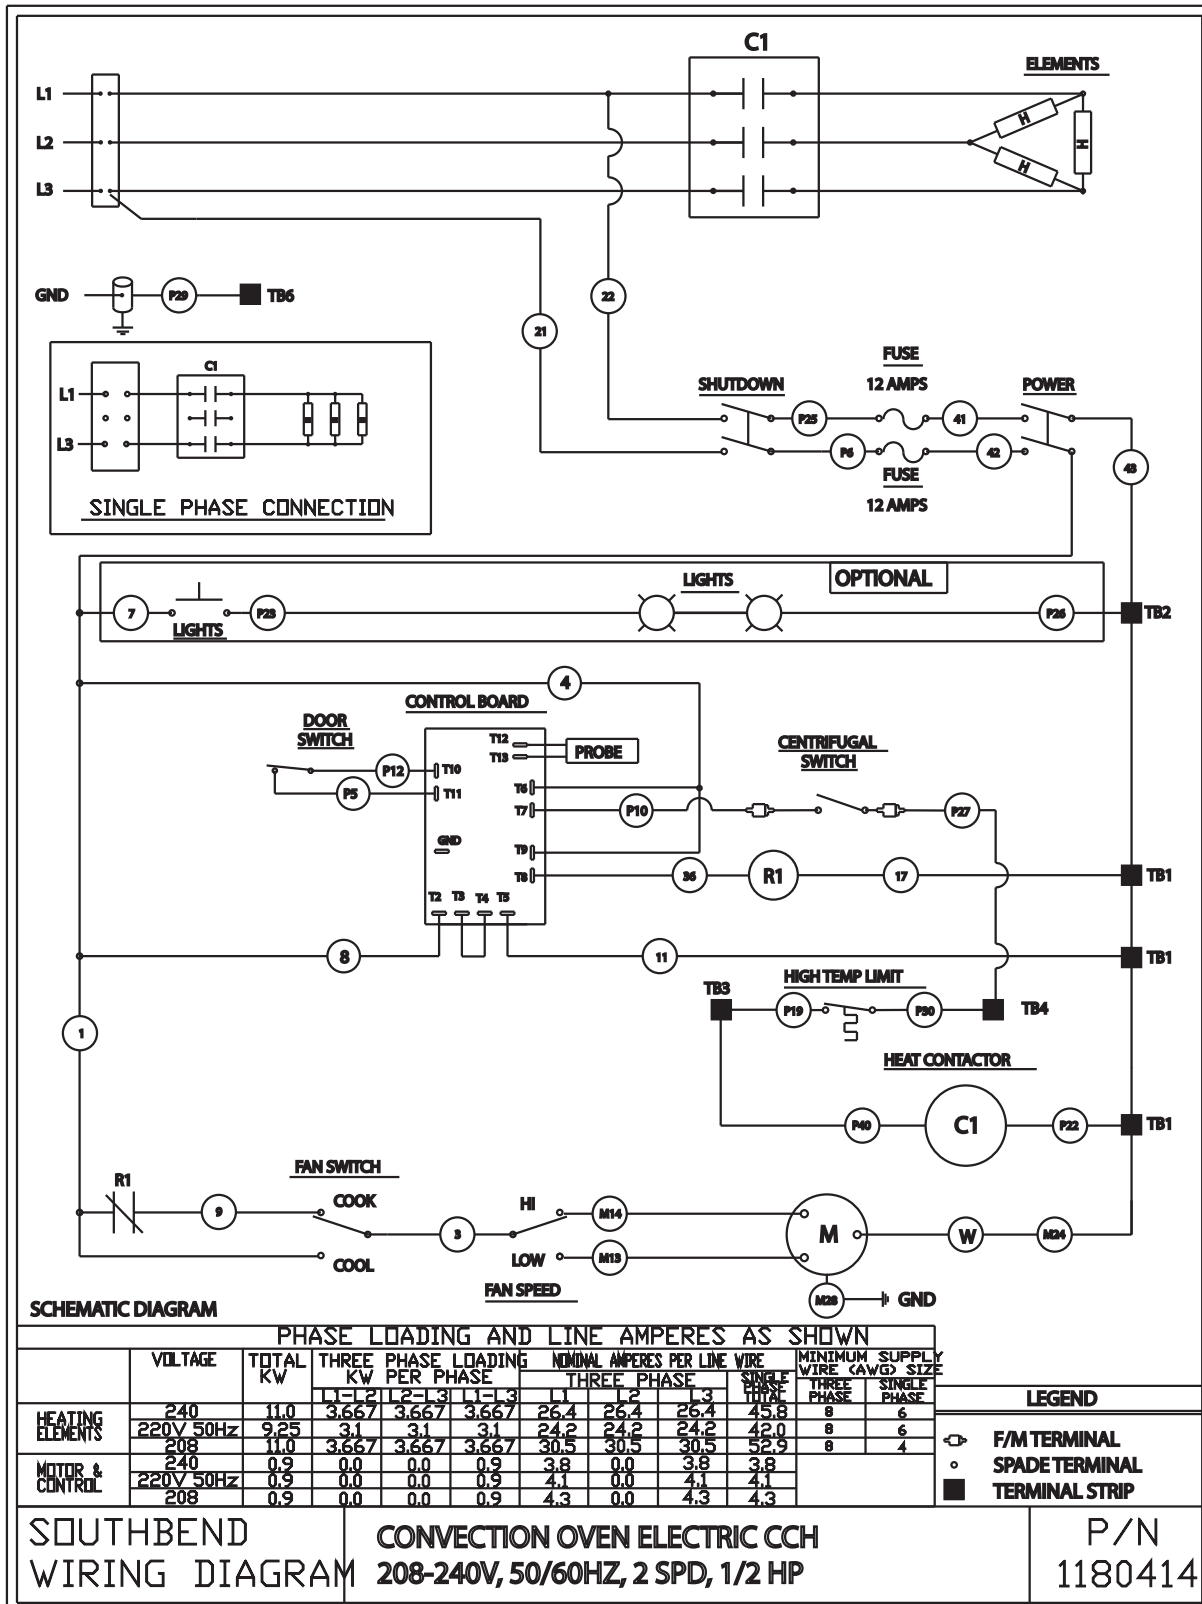 C1
ELEMENTS
L1
L2
L3
H
H
H
GND
P29
TB6
22
21
C1
L1
L3
SINGLE PHASE CONNECTION
SHUTDOWN
FUSE
12 AMPS
POWER
P25
41
P6
42
FUSE
12 AMPS
43
LIGHTS
OPTIONAL
7
LIGHTS
P23
P26
TB2
4
CONTROL BOARD
DOOR
SWITCH
P12
P5
T12
T13
PROBE
T10
T11
T6
T7
GND
T9
T8
T2
T3
T4
T5
CENTRIFUGAL
SWITCH
P10
P27
36
R1
17
TB1
8
11
TB1
HIGH TEMP LIMIT
TB3
P19
P30
TB4
1
HEAT CONTACTOR
P40
C1
P22
TB1
R1
FAN SWITCH
9
COOK
COOL
3
HI
LOW
FAN SPEED
M14
M13
M
W
M24
M28
GND
SCHEMATIC DIAGRAM
PHASE LOADING AND LINE AMPERES AS SHOWN
VOLTAGE
TOTAL KW
THREE PHASE LOADING
KW PER PHASE
NOMINAL AMPERES PER LINE WIRE
MINIMUM SUPPLY
WIRE (AWG) SIZE
THREE PHASE
SINGLE PHASE TOTAL
THREE PHASE
SINGLE PHASE
L1-L2 L2-L3 L1-L3 L1 L2 L3
HEATING ELEMENTS
240 11.0 3.667 3.667 3.667 26.4 26.4 26.4 45.8 8 6
220V 50Hz 9.25 3.1 3.1 3.1 24.2 24.2 24.2 42.0 8 6
208 11.0 3.667 3.667 3.667 30.5 30.5 30.5 52.9 8 4
MOTOR & CONTROL
240 0.9 0.0 0.0 0.9 3.8 0.0 3.8 3.8
220V 50Hz 0.9 0.0 0.0 0.9 4.1 0.0 4.1 4.1
208 0.9 0.0 0.0 0.9 4.3 0.0 4.3 4.3
LEGEND
F/M TERMINAL
SPADE TERMINAL
TERMINAL STRIP
SOUTHBEND
WIRING DIAGRAM
CONVECTION OVEN ELECTRIC CCH
208-240V, 50/60HZ, 2 SPD, 1/2 HP
P/N
1180414